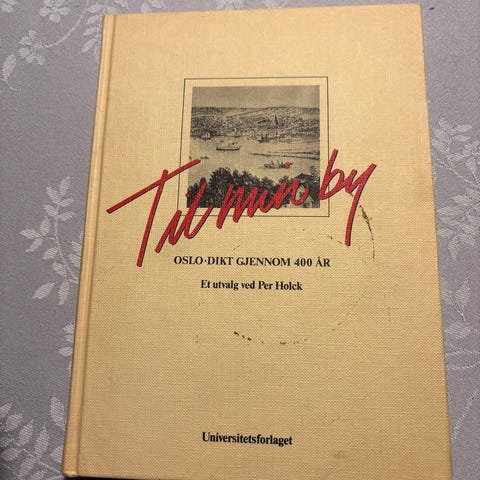 Til min by
OSLO·DIKT GJENNOM 400 ÅR
Et utvalg ved Per Holck
Universitetsforlaget